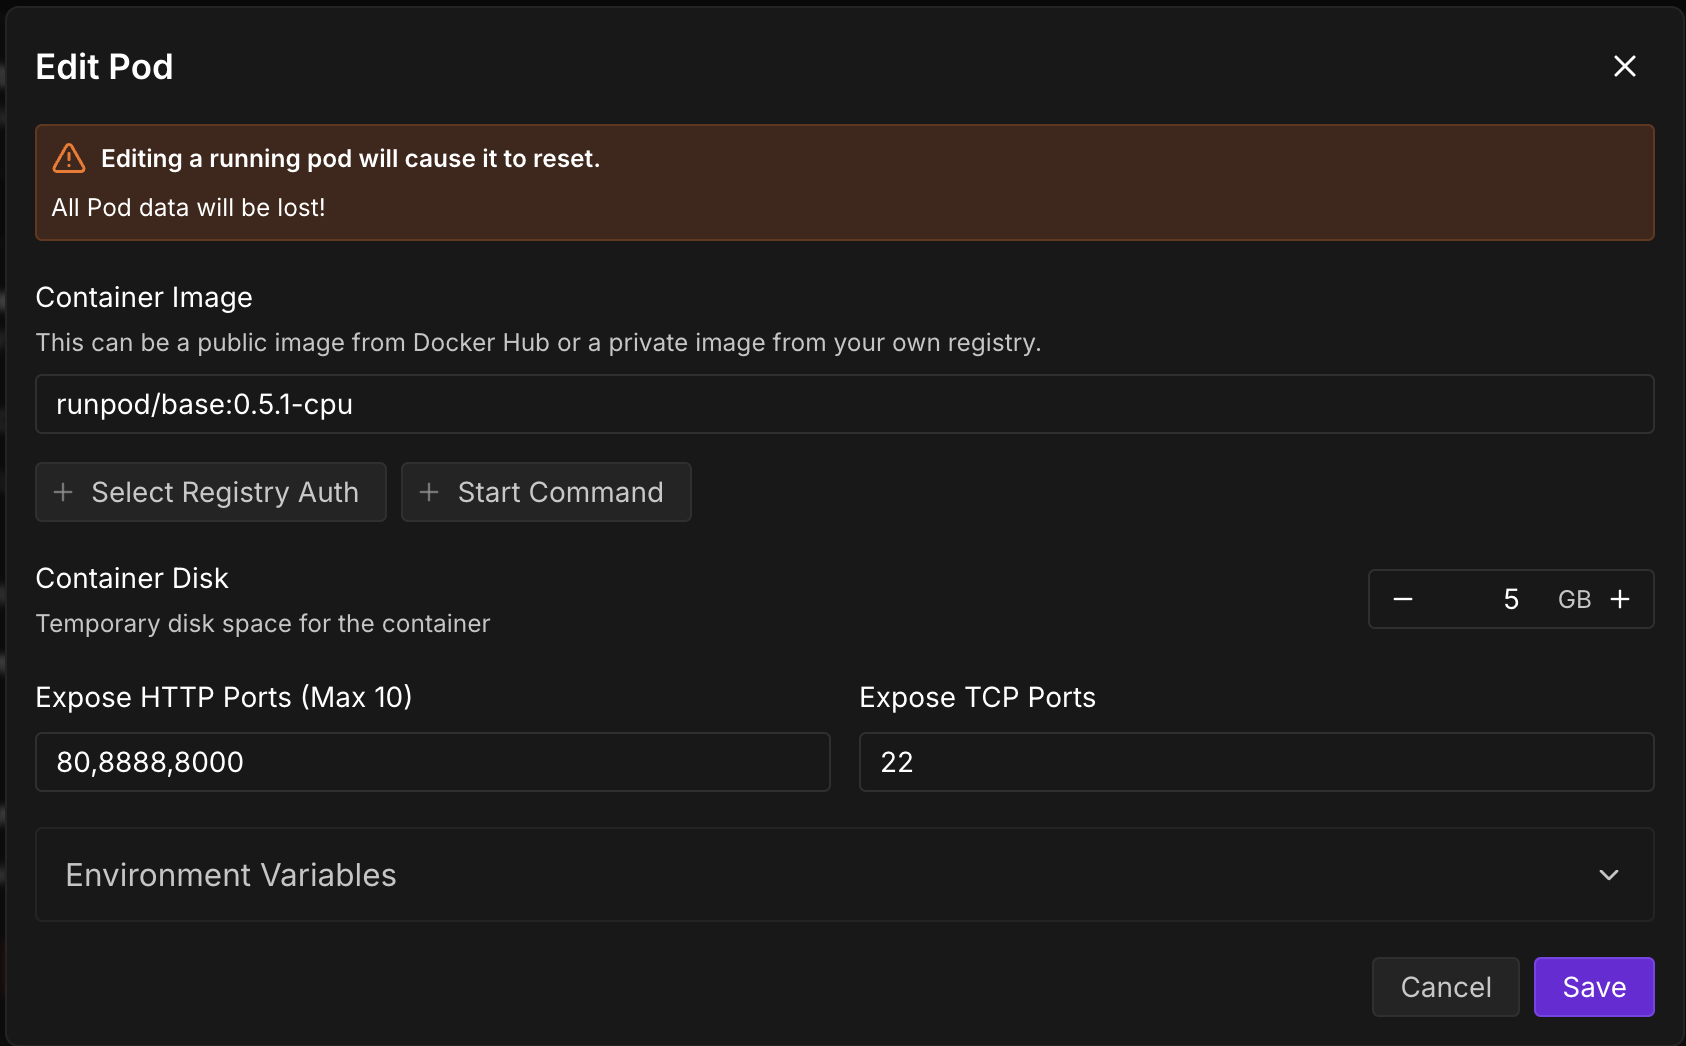 Edit Pod
Editing a running pod will cause it to reset.
All Pod data will be lost!
Container Image
This can be a public image from Docker Hub or a private image from your own registry.
runpod/base:0.5.1-cpu
+ Select Registry Auth
+ Start Command
Container Disk
Temporary disk space for the container
− 5 GB +
Expose HTTP Ports (Max 10)
Expose TCP Ports
80,8888,8000
22
Environment Variables
Cancel
Save